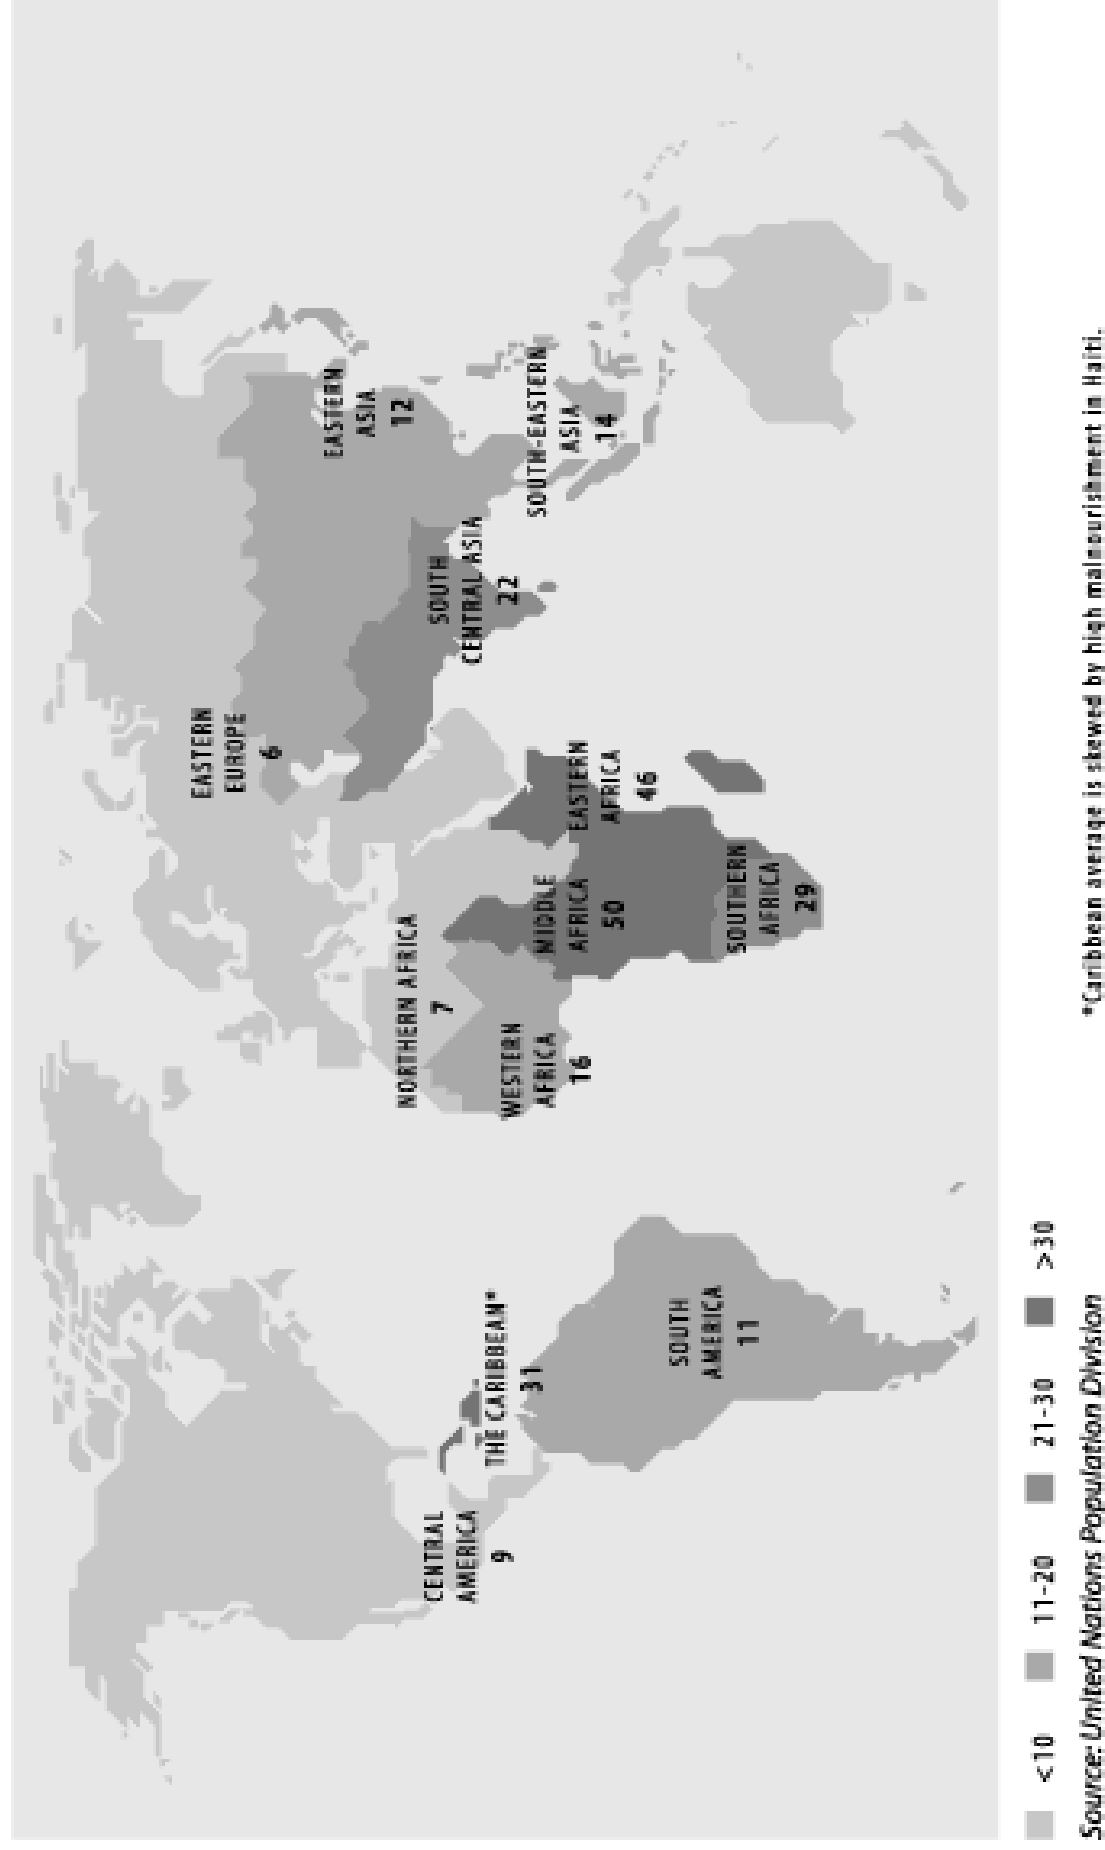 EASTERN
EUROPE
6
EASTERN
ASIA
12
SOUTH
CENTRAL ASIA
22
SOUTH-EASTERN
ASIA
14
NORTHERN AFRICA
7
WESTERN
AFRICA
16
MIDDLE
AFRICA
50
EASTERN
AFRICA
46
SOUTHERN
AFRICA
29
CENTRAL
AMERICA
9
THE CARIBBEAN*
31
SOUTH
AMERICA
11
<10
11-20
21-30
>30
Source: United Nations Population Division
*Caribbean average is skewed by high malnourishment in Haiti.